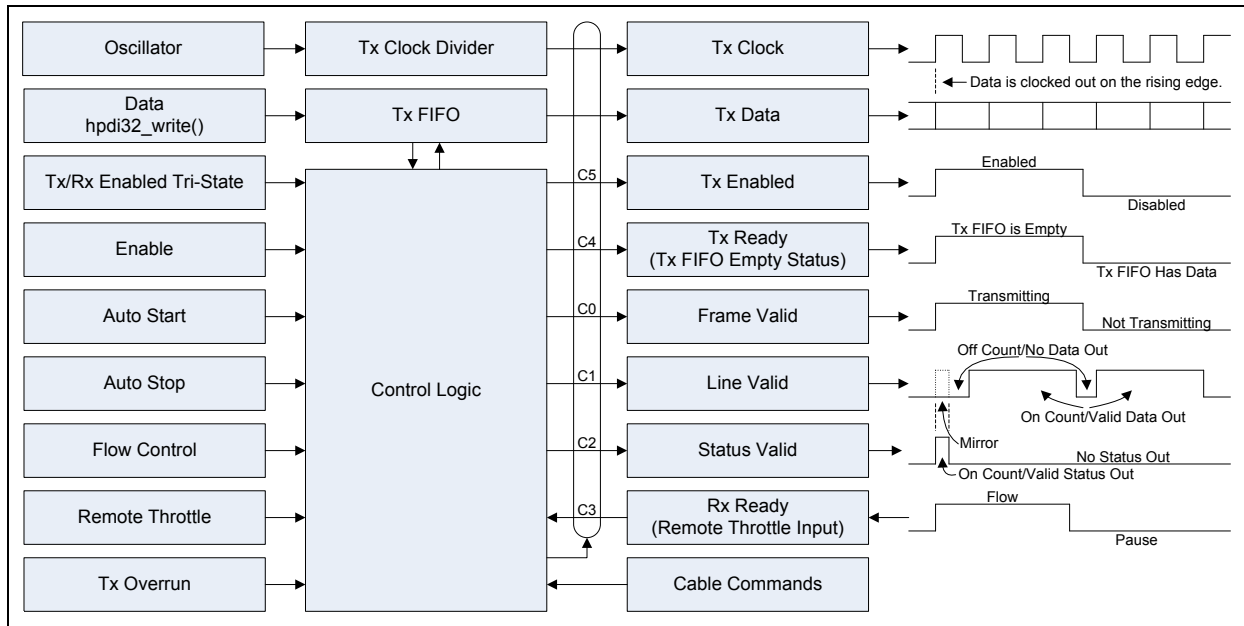 Oscillator
Tx Clock Divider
Tx Clock
Data is clocked out on the rising edge.
Data
hpdi32_write()
Tx FIFO
Tx Data
Tx/Rx Enabled Tri-State
C5
Tx Enabled
Enabled
Disabled
Enable
C4
Tx Ready
(Tx FIFO Empty Status)
Tx FIFO is Empty
Tx FIFO Has Data
Auto Start
C0
Frame Valid
Transmitting
Not Transmitting
Auto Stop
Control Logic
C1
Line Valid
Off Count/No Data Out
On Count/Valid Data Out
Mirror
Flow Control
C2
Status Valid
No Status Out
On Count/Valid Status Out
Remote Throttle
C3
Rx Ready
(Remote Throttle Input)
Flow
Pause
Tx Overrun
Cable Commands